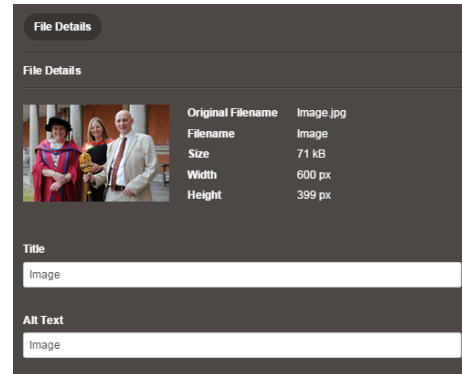 File Details
File Details
Original Filename Image.jpg
Filename Image
Size 71 kB
Width 600 px
Height 399 px
Title
Image
Alt Text
Image